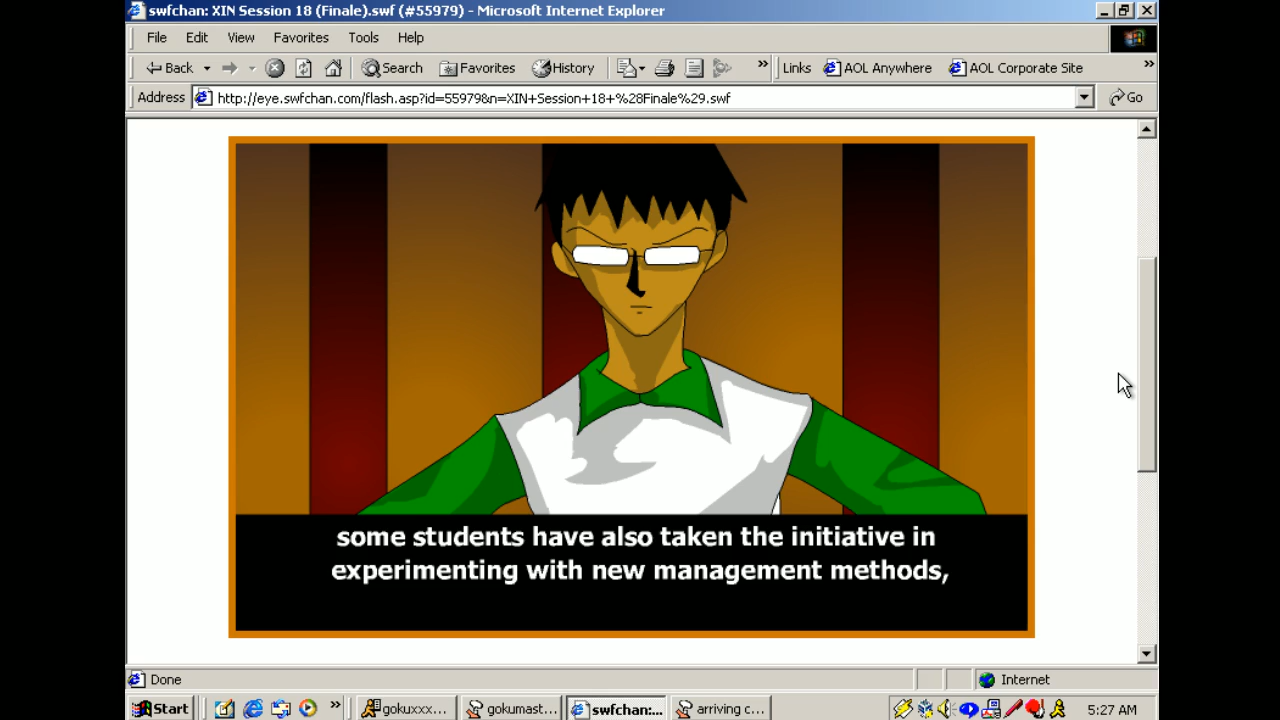 swfchan: XIN Session 18 (Finale).swf (#55979) - Microsoft Internet Explorer
File Edit View Favorites Tools Help
Back Search Favorites History » Links AOL Anywhere AOL Corporate Site »
Address http://eye.swfchan.com/flash.asp?id=55979&n=XIN+Session+18+%28Finale%29.swf Go
some students have also taken the initiative in
experimenting with new management methods,
Done Internet
Start » gokuxxx... gokumast... swfchan:... arriving c... 5:27 AM